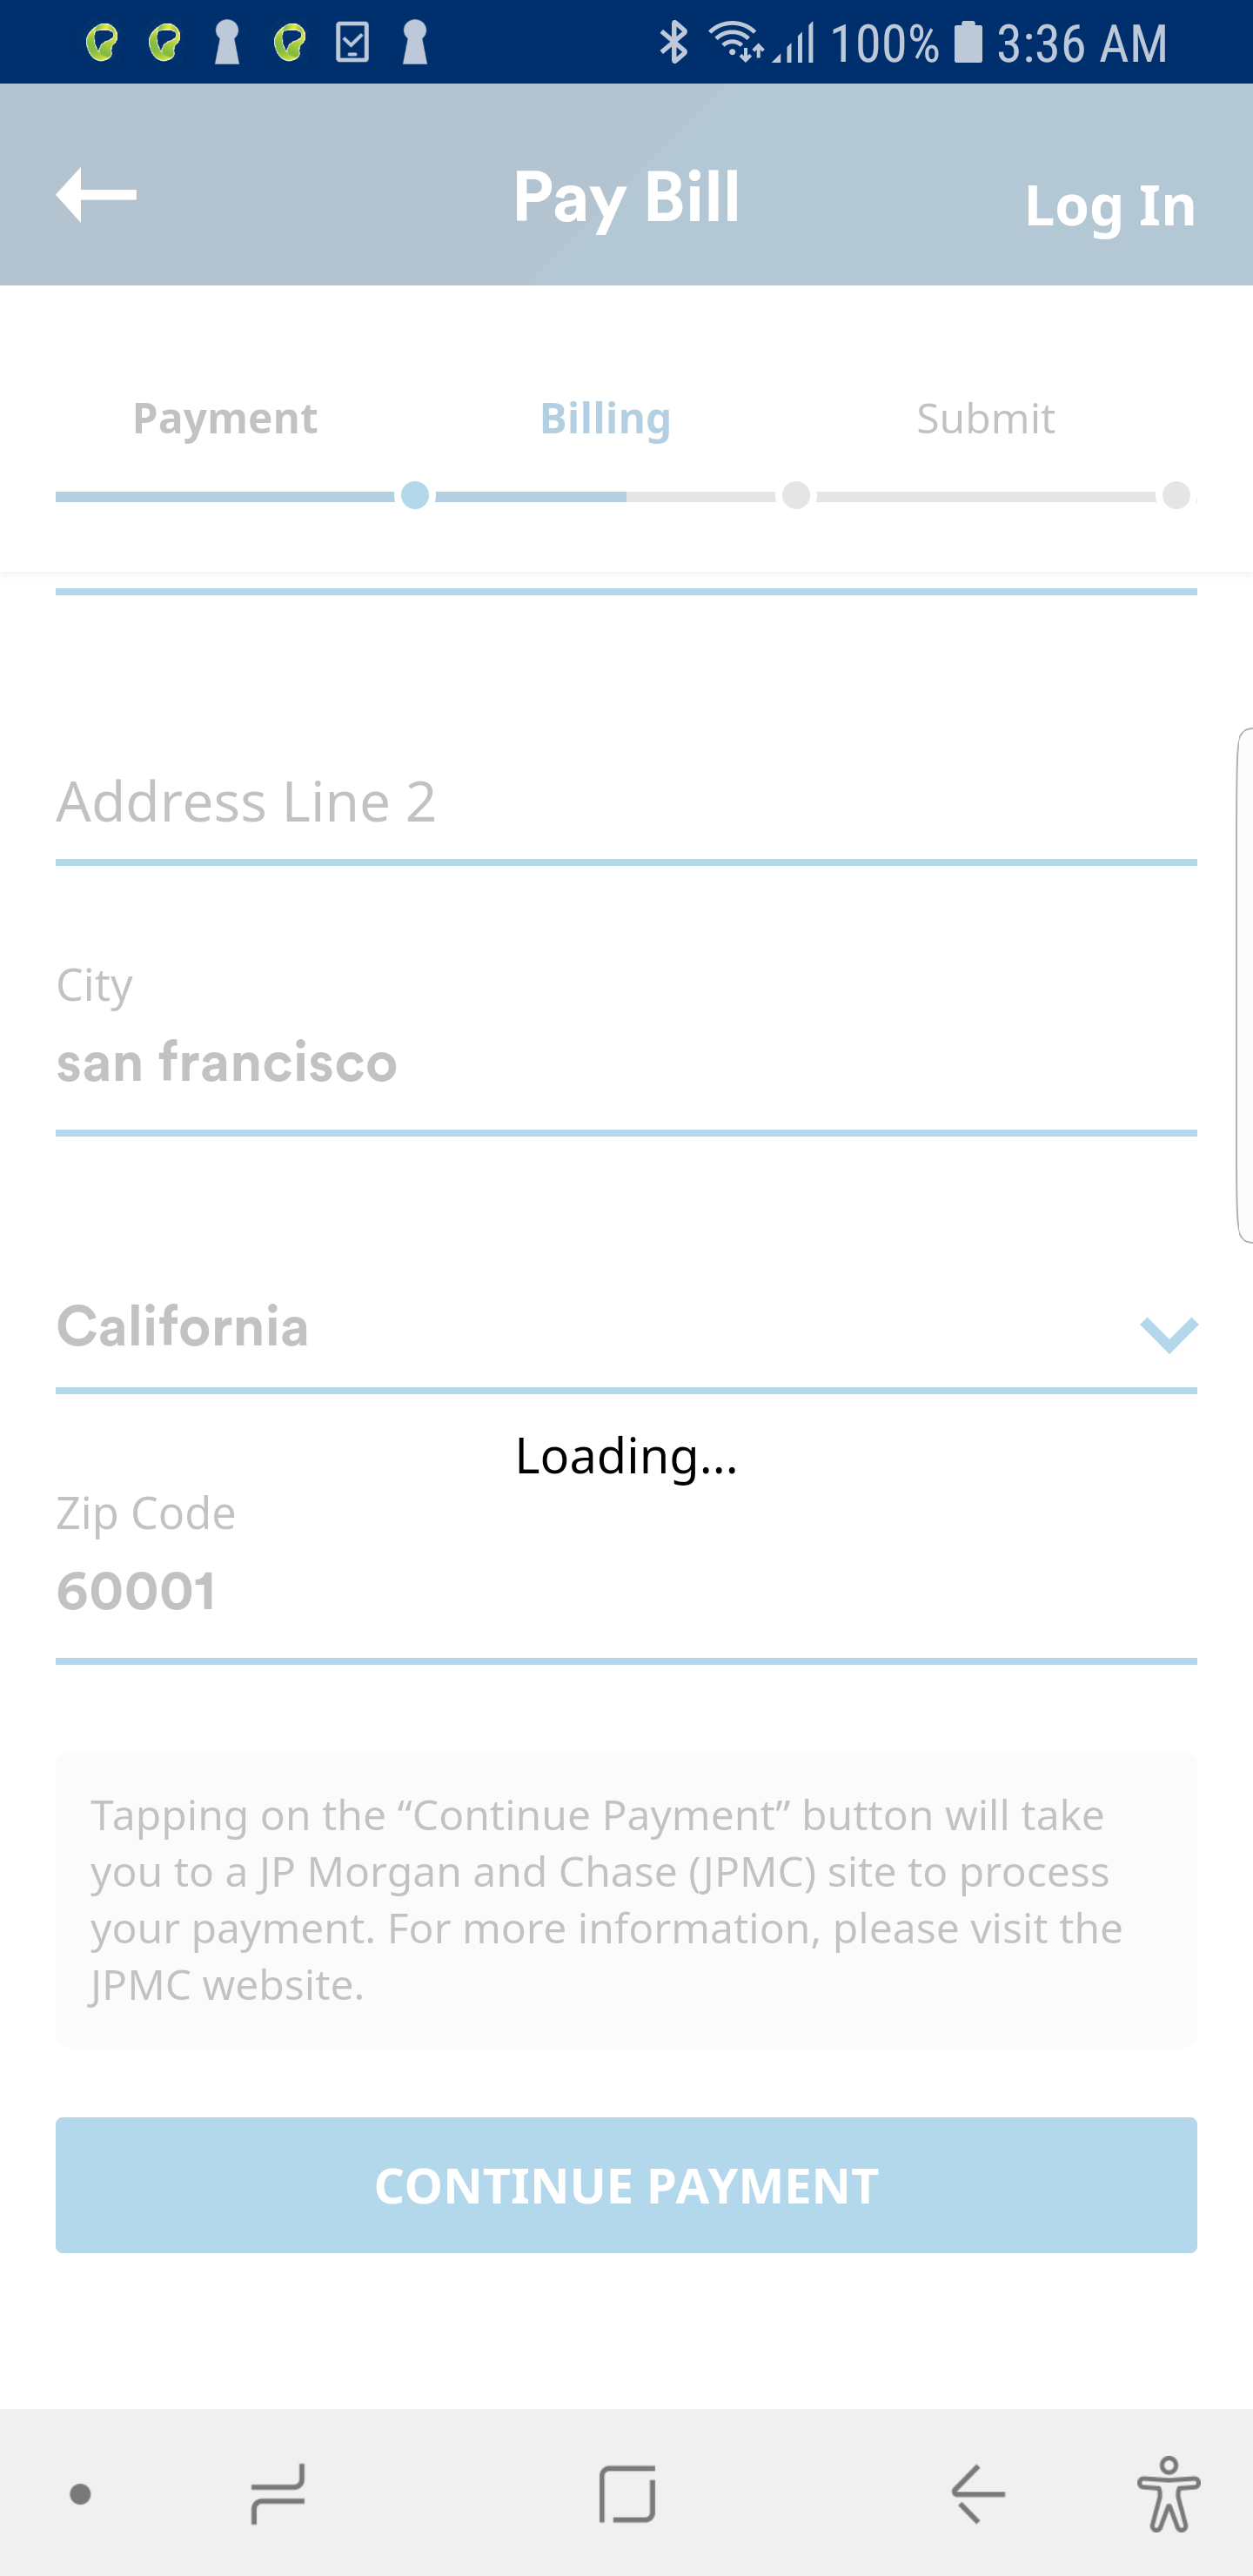 100% 3:36 AM
Pay Bill
Log In
Payment Billing Submit
Address Line 2
City
san francisco
California
Loading...
Zip Code
60001
Tapping on the “Continue Payment” button will take
you to a JP Morgan and Chase (JPMC) site to process
your payment. For more information, please visit the
JPMC website.
CONTINUE PAYMENT